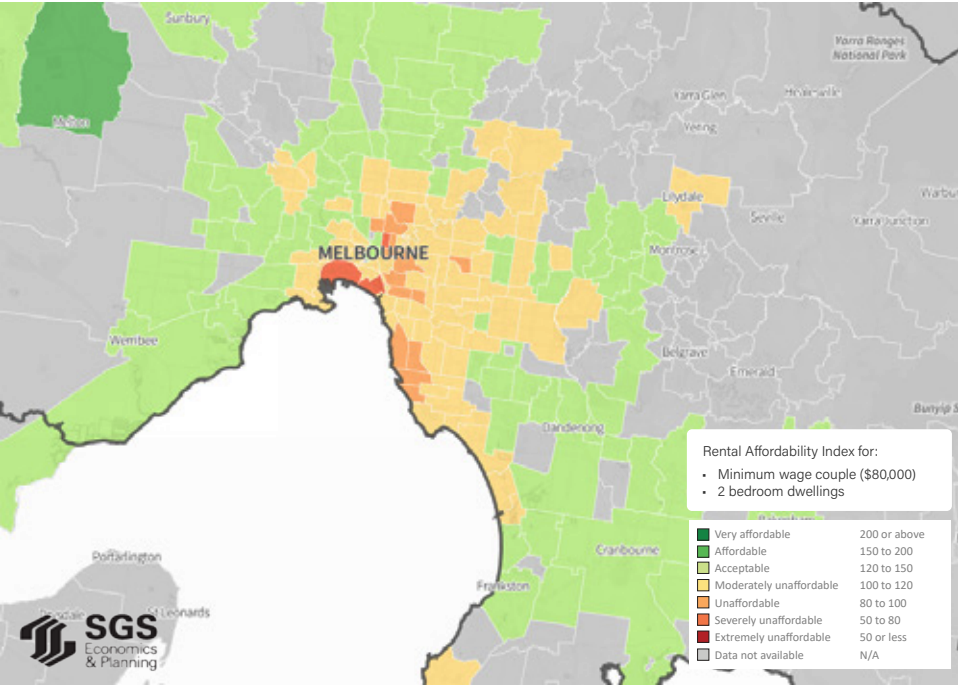 Sunbury
Yarra Ranges
National Park
Yarra Glen
Healesville
Melton
Yering
Lilydale
Seville
Yarra Junction
MELBOURNE
Montrose
Belgrave
Emerald
Bunyip S
Dandenong
Rental Affordability Index for:
• Minimum wage couple ($80,000)
• 2 bedroom dwellings
Very affordable 200 or above
Affordable 150 to 200
Acceptable 120 to 150
Moderately unaffordable 100 to 120
Unaffordable 80 to 100
Severely unaffordable 50 to 80
Extremely unaffordable 50 or less
Data not available N/A
Cranbourne
Portarlington
Frankston
St Leonards
SGS
Economics
& Planning